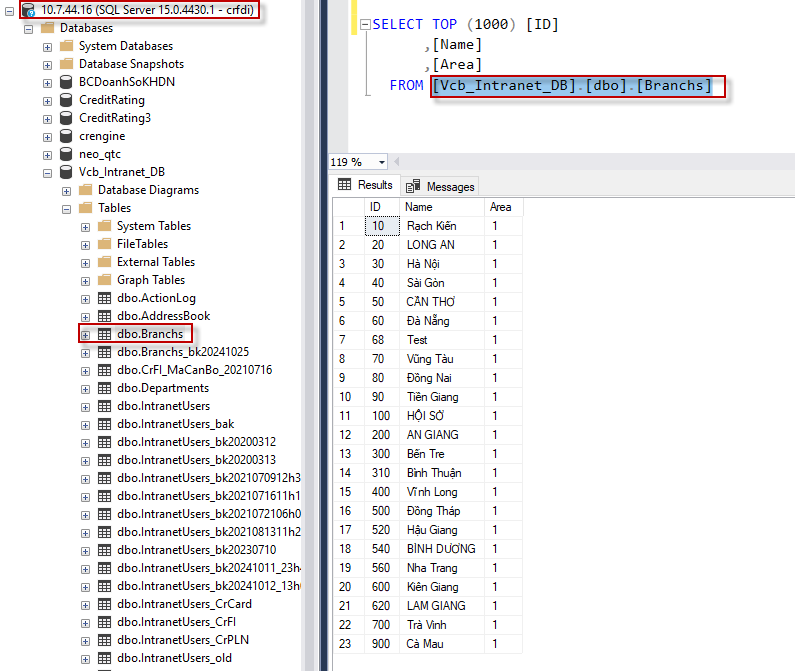 10.7.44.16 (SQL Server 15.0.4430.1 - crfdi)
Databases
System Databases
Database Snapshots
BCDoanhSoKHDN
CreditRating
CreditRating3
crengine
neo_qtc
Vcb_Intranet_DB
Database Diagrams
Tables
System Tables
FileTables
External Tables
Graph Tables
dbo.ActionLog
dbo.AddressBook
dbo.Branchs
dbo.Branchs_bk20241025
dbo.CrFI_MaCanBo_20210716
dbo.Departments
dbo.IntranetUsers
dbo.IntranetUsers_bak
dbo.IntranetUsers_bk20200312
dbo.IntranetUsers_bk20200313
dbo.IntranetUsers_bk2021070912h3
dbo.IntranetUsers_bk2021071611h1
dbo.IntranetUsers_bk2021072106h0
dbo.IntranetUsers_bk2021081311h2
dbo.IntranetUsers_bk20230710
dbo.IntranetUsers_bk20241011_23h
dbo.IntranetUsers_bk20241012_13h
dbo.IntranetUsers_CrCard
dbo.IntranetUsers_CrFI
dbo.IntranetUsers_CrPLN
dbo.IntranetUsers_old
SELECT TOP (1000) [ID]
,[Name]
,[Area]
FROM [Vcb_Intranet_DB].[dbo].[Branchs]
119 %
Results Messages
ID Name Area
1 10 Rạch Kiến 1
2 20 LONG AN 1
3 30 Hà Nội 1
4 40 Sài Gòn 1
5 50 CẦN THƠ 1
6 60 Đà Nẵng 1
7 68 Test 1
8 70 Vũng Tàu 1
9 80 Đồng Nai 1
10 90 Tiền Giang 1
11 100 HỘI SỞ 1
12 200 AN GIANG 1
13 300 Bến Tre 1
14 310 Bình Thuận 1
15 400 Vĩnh Long 1
16 500 Đồng Tháp 1
17 520 Hậu Giang 1
18 540 BÌNH DƯƠNG 1
19 560 Nha Trang 1
20 600 Kiên Giang 1
21 620 LAM GIANG 1
22 700 Trà Vinh 1
23 900 Cà Mau 1